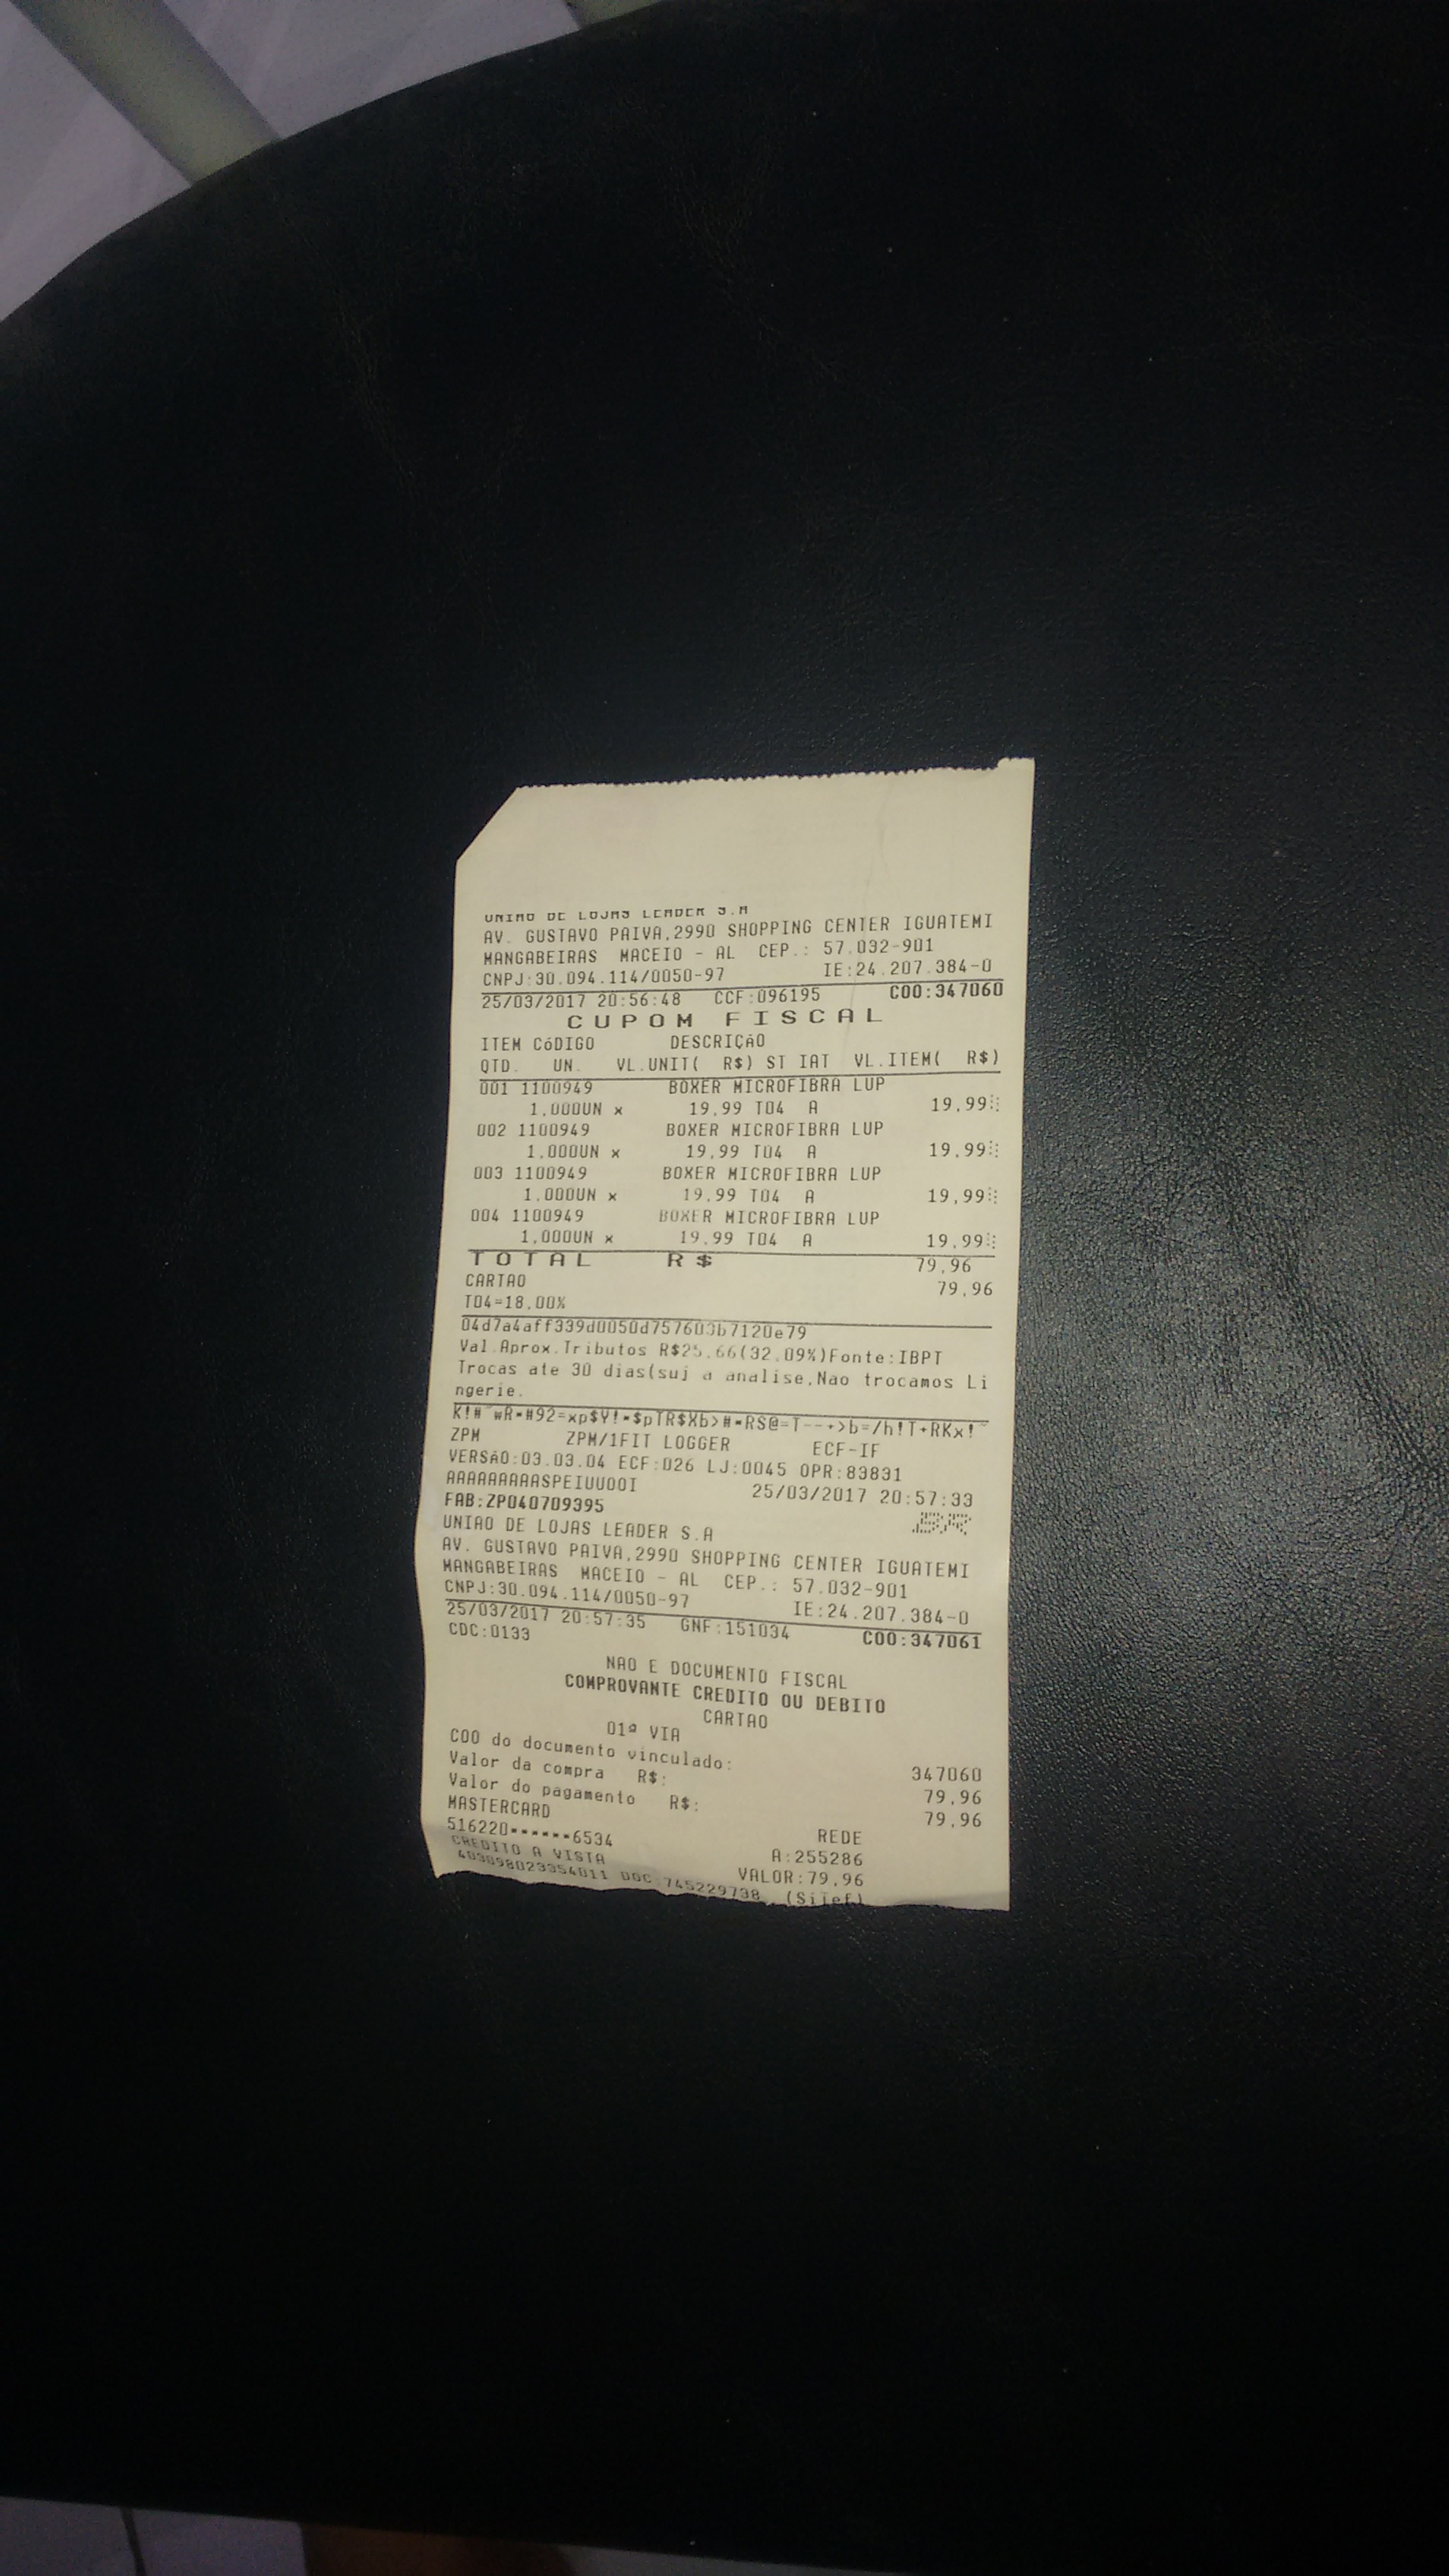 UNIAO DE LOJAS LEADER S.A
AV. GUSTAVO PAIVA,2990 SHOPPING CENTER IGUATEMI
MANGABEIRAS MACEIO - AL CEP.: 57.032-901
CNPJ:30.094.114/0050-97 IE:24.207.384-0
25/03/2017 20:56:48 CCF:096195 COO:347060
CUPOM FISCAL
ITEM CóDIGO DESCRIÇãO
QTD. UN. VL.UNIT( R$) ST IAT VL.ITEM( R$)
001 1100949 BOXER MICROFIBRA LUP
1,000UN x 19,99 T04 A 19,99
002 1100949 BOXER MICROFIBRA LUP
1,000UN x 19,99 T04 A 19,99
003 1100949 BOXER MICROFIBRA LUP
1,000UN x 19,99 T04 A 19,99
004 1100949 BOXER MICROFIBRA LUP
1,000UN x 19,99 T04 A 19,99
TOTAL R$ 79,96
CARTAO 79,96
T04=18,00%
Val.Aprox.Tributos R$25.66(32.09%)Fonte:IBPT
Trocas ate 30 dias(suj a analise,Nao trocamos Li
ngerie.
ZPM ZPM/1FIT LOGGER ECF-IF
VERSãO:03.03.04 ECF:026 LJ:0045 OPR:83831
AAAAAAAAASPEIUUOOI 25/03/2017 20:57:33
FAB:ZP040709395 BR
UNIAO DE LOJAS LEADER S.A
AV. GUSTAVO PAIVA,2990 SHOPPING CENTER IGUATEMI
MANGABEIRAS MACEIO - AL CEP.: 57.032-901
CNPJ:30.094.114/0050-97 IE:24.207.384-0
25/03/2017 20:57:35 GNF:151034 COO:347061
CDC:0133
NAO E DOCUMENTO FISCAL
COMPROVANTE CREDITO OU DEBITO
CARTAO
01ª VIA
COO do documento vinculado: 347060
Valor da compra R$: 79,96
Valor do pagamento R$: 79,96
MASTERCARD REDE
516220******6534 A:255286
CREDITO A VISTA VALOR:79,96
DOC:745229738 (SiTef)